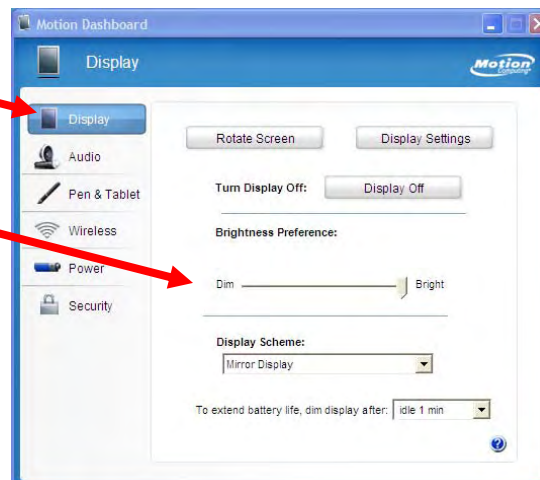 Motion Dashboard
Display
Motion
Computing
Display
Audio
Pen & Tablet
Wireless
Power
Security
Rotate Screen Display Settings
Turn Display Off: Display Off
Brightness Preference:
Dim Bright
Display Scheme:
Mirror Display
To extend battery life, dim display after: idle 1 min